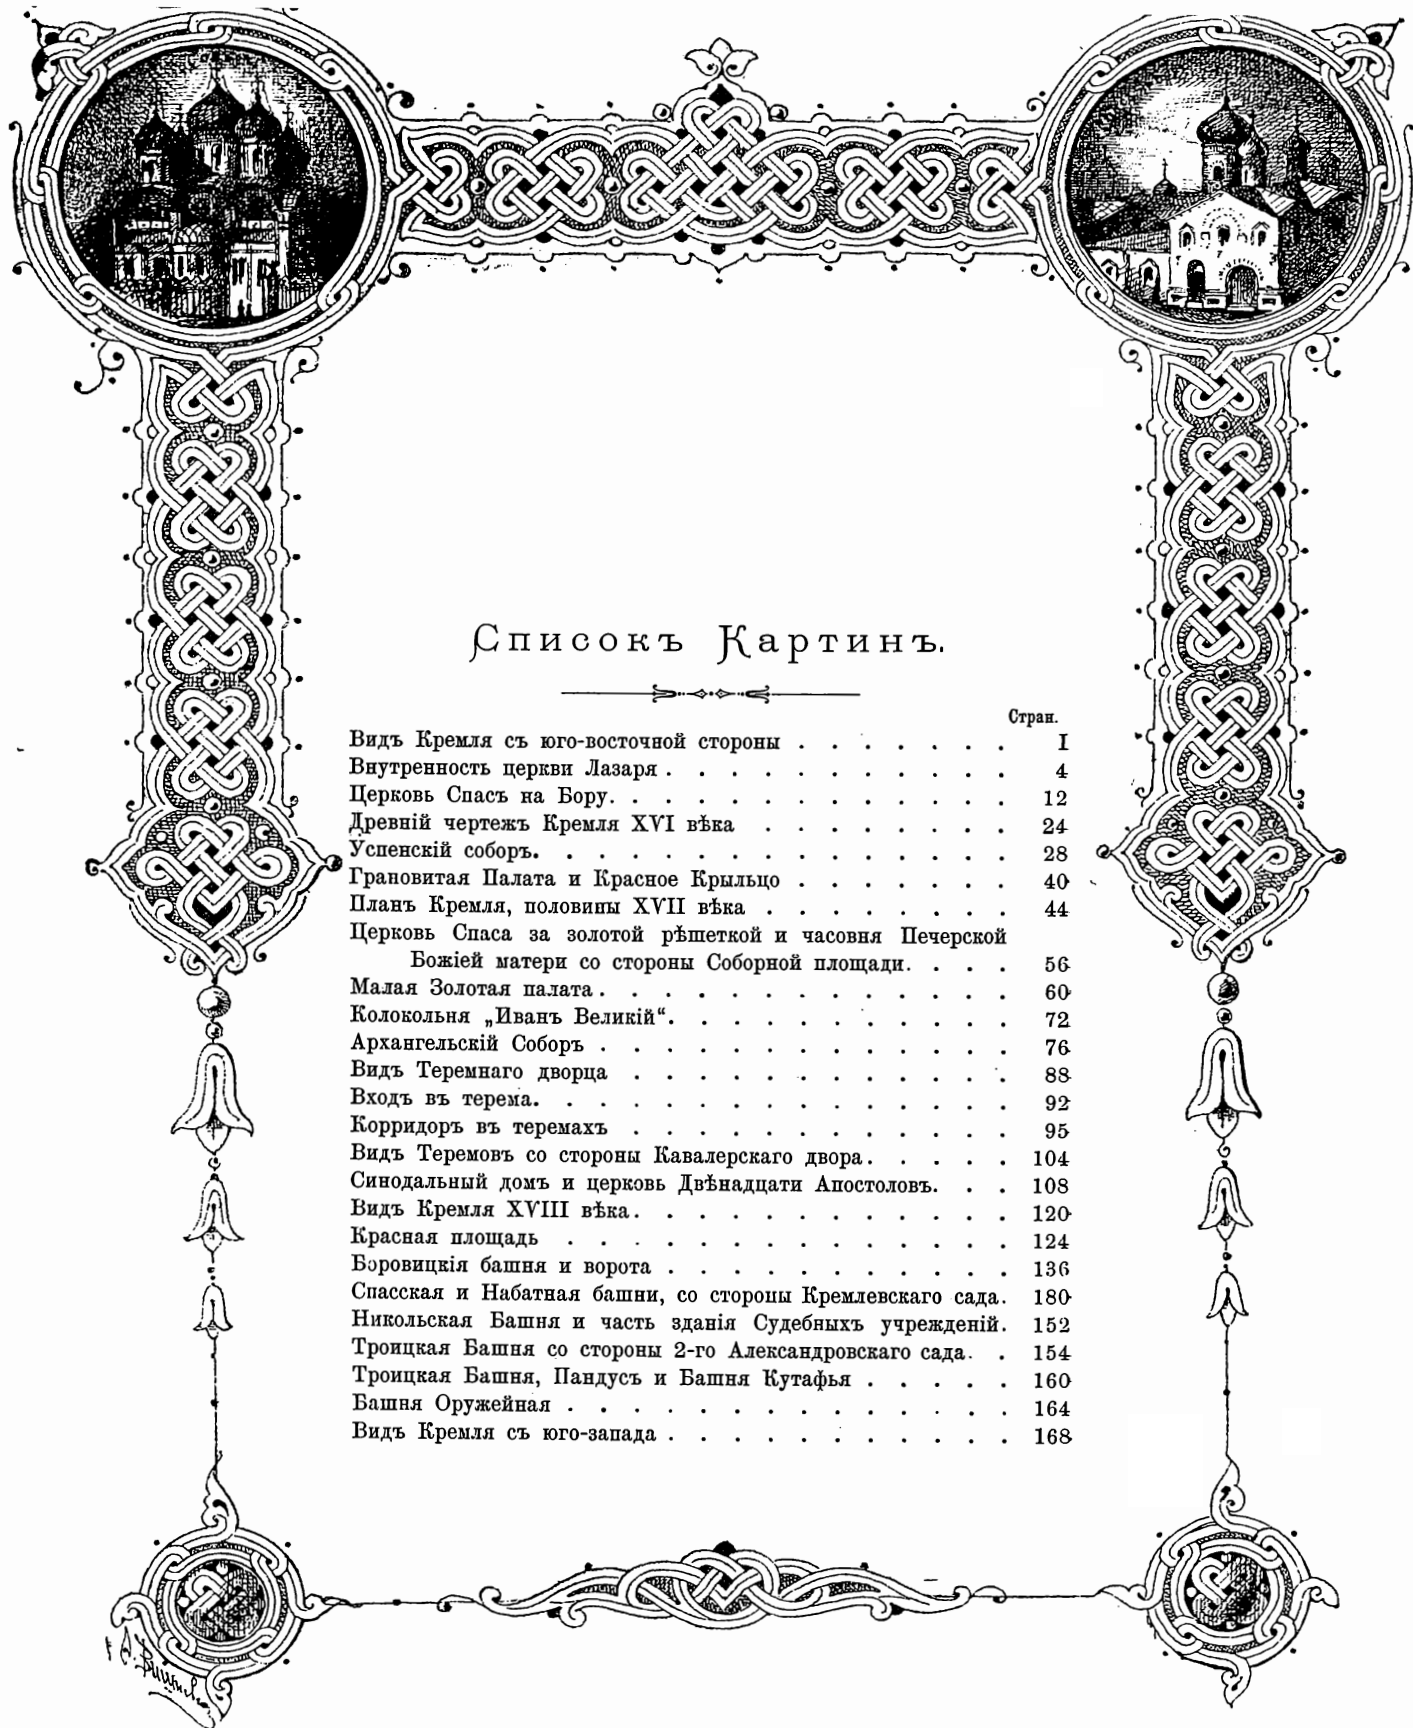 Списокъ Картинъ.
Стран.
Видъ Кремля съ юго-восточной стороны . . . . . . . I
Внутренность церкви Лазаря . . . . . . . . . . . 4
Церковь Спасъ на Бору. . . . . . . . . . . . . 12
Древній чертежъ Кремля XVI вѣка . . . . . . . . 24
Успенскій соборъ. . . . . . . . . . . . . . . 28
Грановитая Палата и Красное Крыльцо . . . . . . . 40
Планъ Кремля, половины XVII вѣка . . . . . . . . 44
Церковь Спаса за золотой рѣшеткой и часовня Печерской
Божіей матери со стороны Соборной площади. . . . 56
Малая Золотая палата . . . . . . . . . . . . . 60
Колокольня „Иванъ Великій“. . . . . . . . . . . 72
Архангельскій Соборъ . . . . . . . . . . . . . 76
Видъ Теремнаго дворца . . . . . . . . . . . . 88
Входъ въ терема. . . . . . . . . . . . . . . 92
Корридоръ въ теремахъ . . . . . . . . . . . . 95
Видъ Теремовъ со стороны Кавалерскаго двора. . . . . 104
Синодальный домъ и церковь Двѣнадцати Апостоловъ. . . 108
Видъ Кремля XVIII вѣка . . . . . . . . . . . . 120
Красная площадь . . . . . . . . . . . . . . 124
Боровицкія башня и ворота . . . . . . . . . . . 136
Спасская и Набатная башни, со стороны Кремлевскаго сада. 180
Никольская Башня и часть зданія Судебныхъ учрежденій. 152
Троицкая Башня со стороны 2-го Александровскаго сада. . 154
Троицкая Башня, Пандусъ и Башня Кутафья . . . . . 160
Башня Оружейная . . . . . . . . . . . . . . 164
Видъ Кремля съ юго-запада . . . . . . . . . . . 168